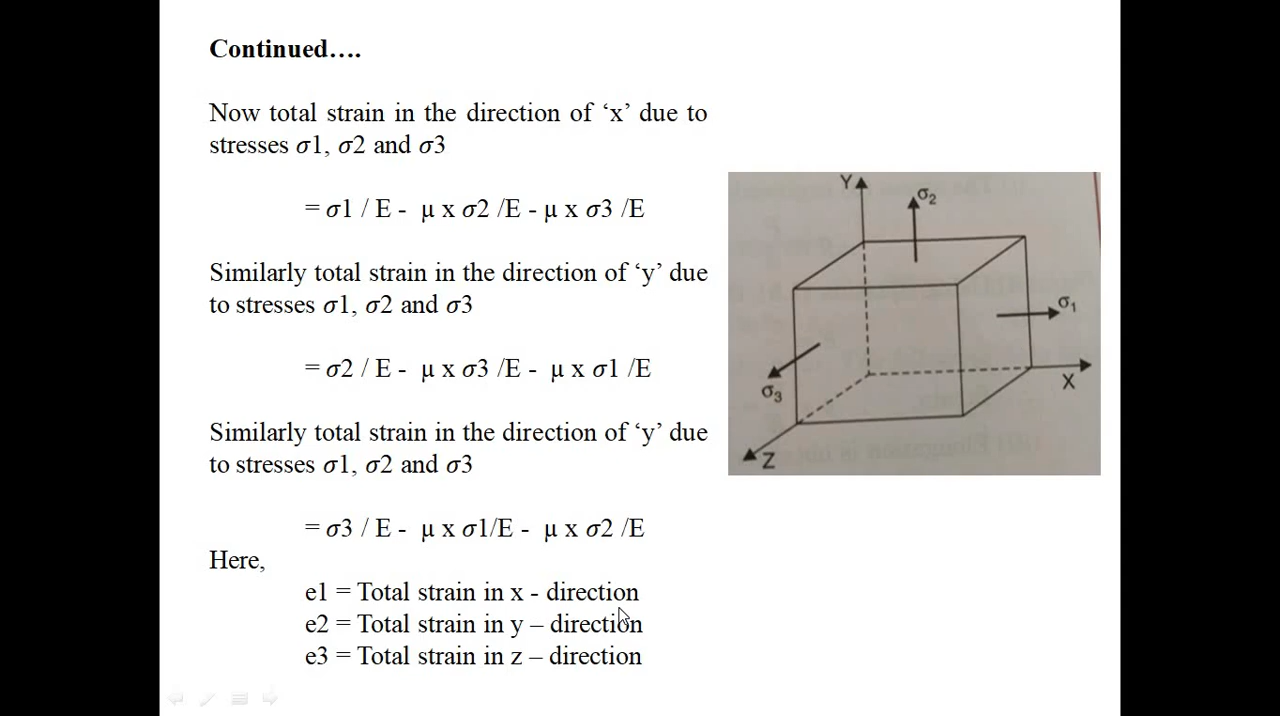 Continued….
Now total strain in the direction of ‘x’ due to
stresses σ1, σ2 and σ3
= σ1 / E - μ x σ2 /E - μ x σ3 /E
Similarly total strain in the direction of ‘y’ due
to stresses σ1, σ2 and σ3
= σ2 / E - μ x σ3 /E - μ x σ1 /E
Similarly total strain in the direction of ‘y’ due
to stresses σ1, σ2 and σ3
= σ3 / E - μ x σ1/E - μ x σ2 /E
Here,
e1 = Total strain in x - direction
e2 = Total strain in y – direction
e3 = Total strain in z – direction
Y
σ₂
σ₁
X
σ₃
Z